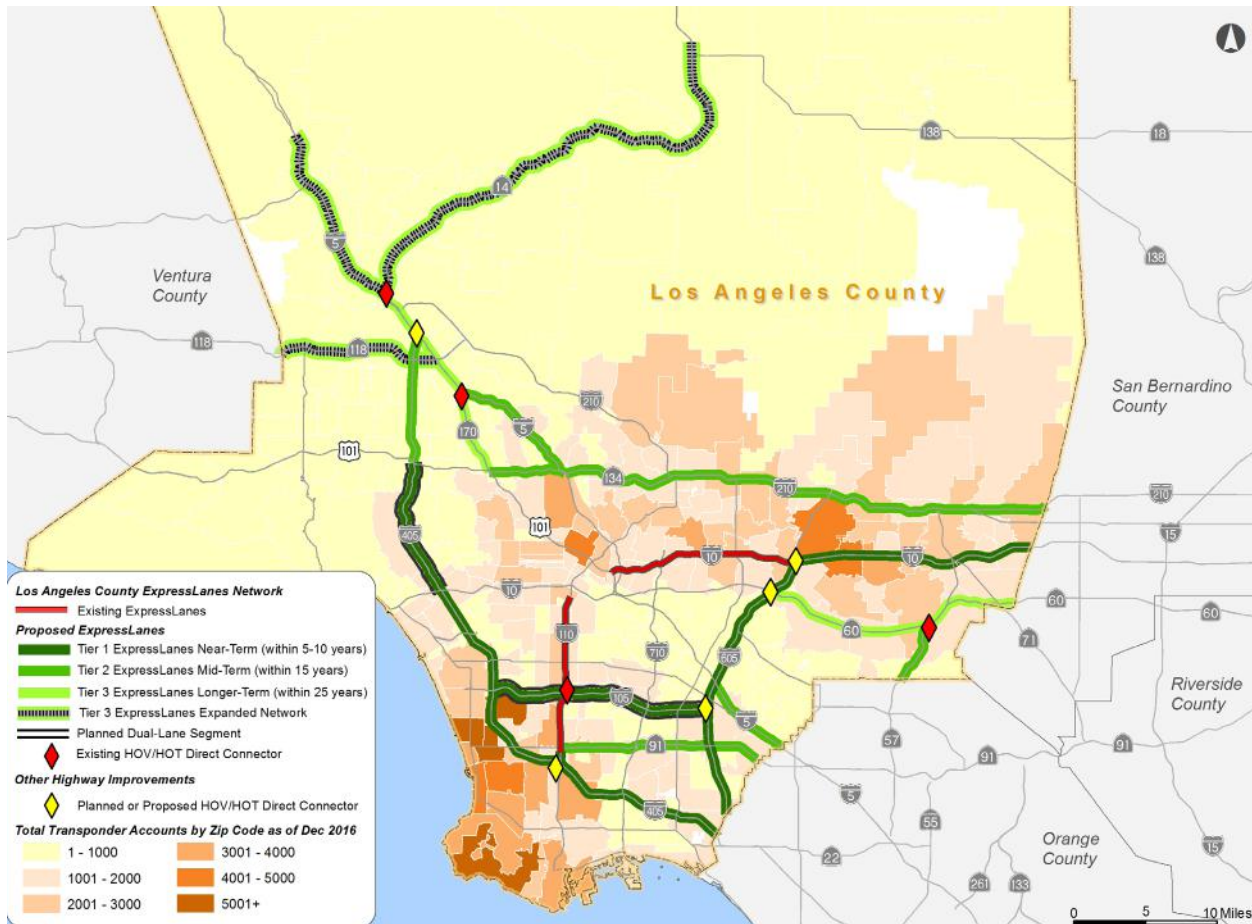 138
18
14
5
138
Ventura
County
Los Angeles County
118
118
San Bernardino
County
210
5
170
101
134
210
210
101
15
405
10
10
10
60
60
60
71
110
710
605
105
5
Riverside
County
91
57
91
91
405
5
55
Orange
County
22
15
261
133
Los Angeles County ExpressLanes Network
Existing ExpressLanes
Proposed ExpressLanes
Tier 1 ExpressLanes Near-Term (within 5-10 years)
Tier 2 ExpressLanes Mid-Term (within 15 years)
Tier 3 ExpressLanes Longer-Term (within 25 years)
Tier 3 ExpressLanes Expanded Network
Planned Dual-Lane Segment
Existing HOV/HOT Direct Connector
Other Highway Improvements
Planned or Proposed HOV/HOT Direct Connector
Total Transponder Accounts by Zip Code as of Dec 2016
1 - 1000
3001 - 4000
1001 - 2000
4001 - 5000
2001 - 3000
5001+
0 5 10 Miles